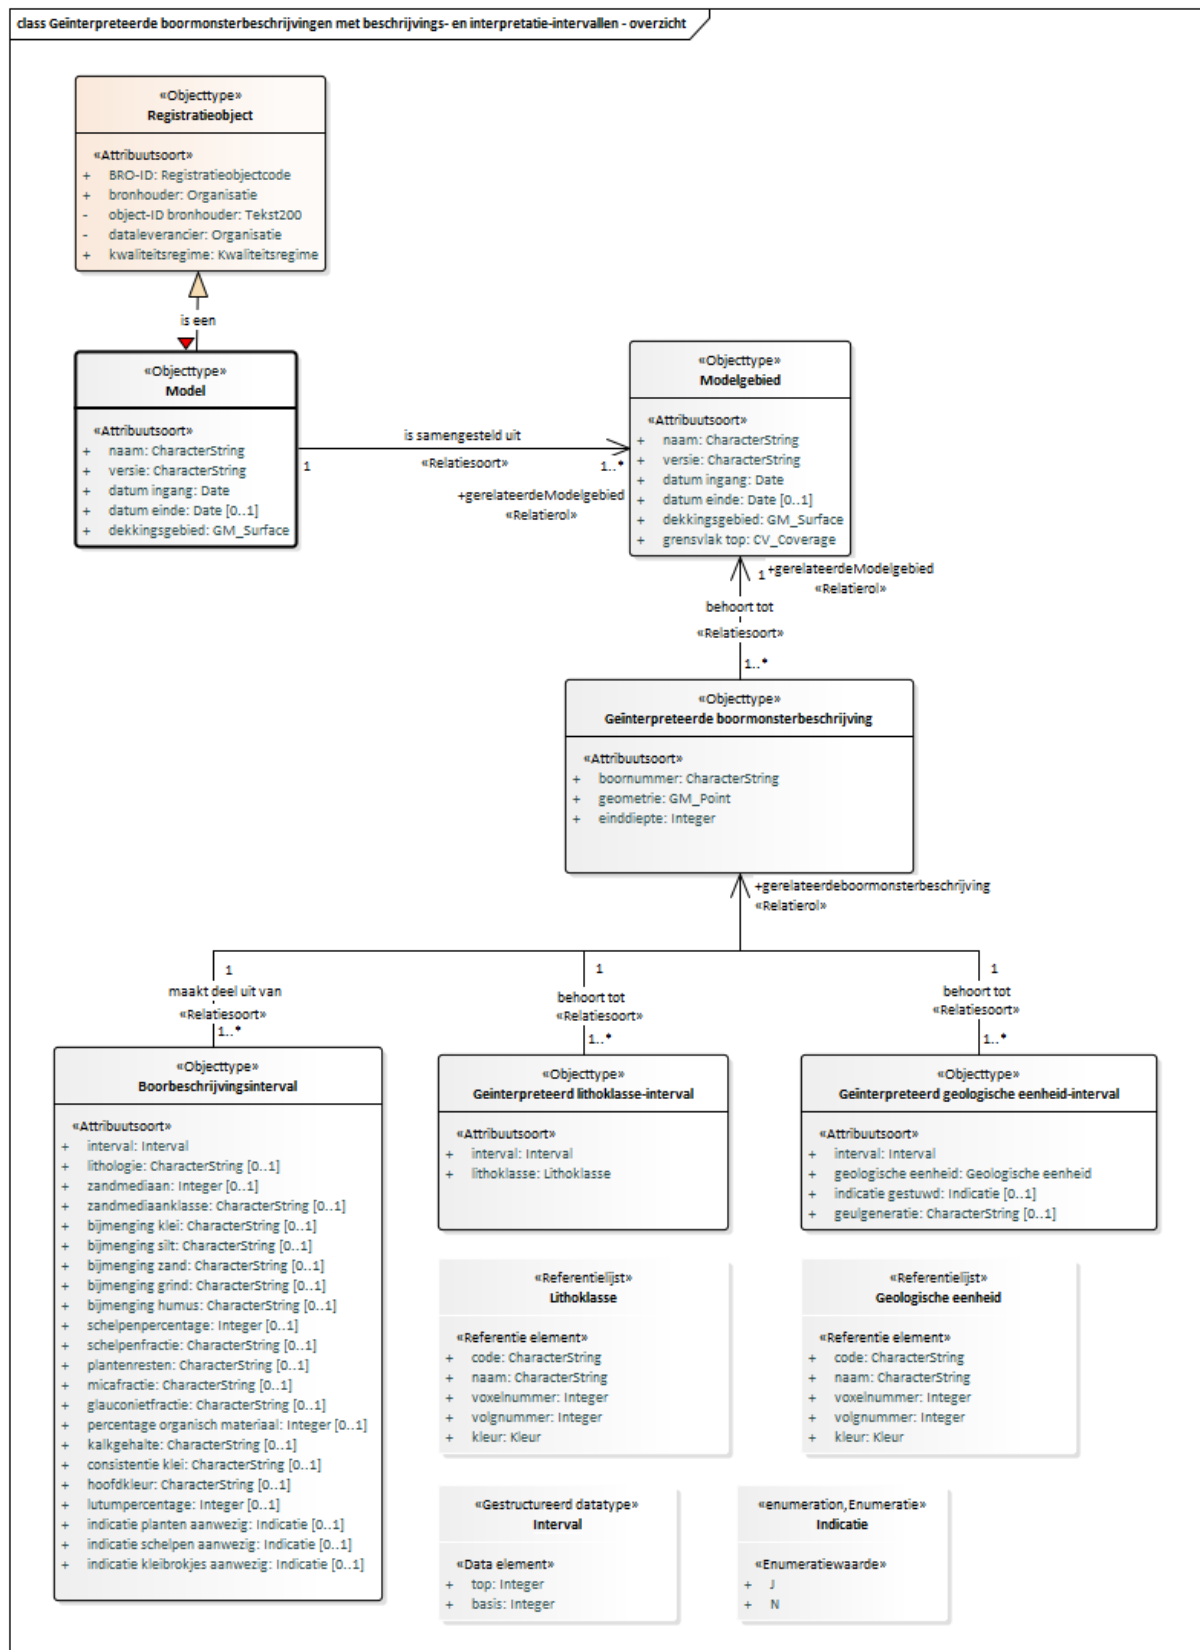 class Geïnterpreteerde boormonsterbeschrijvingen met beschrijvings- en interpretatie-intervallen - overzicht
«Objecttype»
Registratieobject
«Attribuutsoort»
+ BRO-ID: Registratieobjectcode
+ bronhouder: Organisatie
- object-ID bronhouder: Tekst200
- dataleverancier: Organisatie
+ kwaliteitsregime: Kwaliteitsregime
is een
«Objecttype»
Model
«Attribuutsoort»
+ naam: CharacterString
+ versie: CharacterString
+ datum ingang: Date
+ datum einde: Date [0..1]
+ dekkingsgebied: GM_Surface
is samengesteld uit
1
«Relatiesoort»
1..*
+gerelateerdeModelgebied
«Relatierol»
«Objecttype»
Modelgebied
«Attribuutsoort»
+ naam: CharacterString
+ versie: CharacterString
+ datum ingang: Date
+ datum einde: Date [0..1]
+ dekkingsgebied: GM_Surface
+ grensvlak top: CV_Coverage
1
+gerelateerdeModelgebied
«Relatierol»
behoort tot
«Relatiesoort»
1..*
«Objecttype»
Geïnterpreteerde boormonsterbeschrijving
«Attribuutsoort»
+ boornummer: CharacterString
+ geometrie: GM_Point
+ einddiepte: Integer
+gerelateerdeboormonsterbeschrijving
«Relatierol»
1
maakt deel uit van
«Relatiesoort»
1..*
1
behoort tot
«Relatiesoort»
1..*
1
behoort tot
«Relatiesoort»
1..*
«Objecttype»
Boorbeschrijvingsinterval
«Attribuutsoort»
+ interval: Interval
+ lithologie: CharacterString [0..1]
+ zandmediaan: Integer [0..1]
+ zandmediaanklasse: CharacterString [0..1]
+ bijmenging klei: CharacterString [0..1]
+ bijmenging silt: CharacterString [0..1]
+ bijmenging zand: CharacterString [0..1]
+ bijmenging grind: CharacterString [0..1]
+ bijmenging humus: CharacterString [0..1]
+ schelpenpercentage: Integer [0..1]
+ schelpenfractie: CharacterString [0..1]
+ plantenresten: CharacterString [0..1]
+ micafractie: CharacterString [0..1]
+ glauconietfractie: CharacterString [0..1]
+ percentage organisch materiaal: Integer [0..1]
+ kalkgehalte: CharacterString [0..1]
+ consistentie klei: CharacterString [0..1]
+ hoofdkleur: CharacterString [0..1]
+ lutumpercentage: Integer [0..1]
+ indicatie planten aanwezig: Indicatie [0..1]
+ indicatie schelpen aanwezig: Indicatie [0..1]
+ indicatie kleibrokjes aanwezig: Indicatie [0..1]
«Objecttype»
Geïnterpreteerd lithoklasse-interval
«Attribuutsoort»
+ interval: Interval
+ lithoklasse: Lithoklasse
«Objecttype»
Geïnterpreteerd geologische eenheid-interval
«Attribuutsoort»
+ interval: Interval
+ geologische eenheid: Geologische eenheid
+ indicatie gestuwd: Indicatie [0..1]
+ geulgeneratie: CharacterString [0..1]
«Referentielijst»
Lithoklasse
«Referentie element»
+ code: CharacterString
+ naam: CharacterString
+ voxelnummer: Integer
+ volgnummer: Integer
+ kleur: Kleur
«Referentielijst»
Geologische eenheid
«Referentie element»
+ code: CharacterString
+ naam: CharacterString
+ voxelnummer: Integer
+ volgnummer: Integer
+ kleur: Kleur
«Gestructureerd datatype»
Interval
«Data element»
+ top: Integer
+ basis: Integer
«enumeration,Enumeratie»
Indicatie
«Enumeratiewaarde»
+ J
+ N